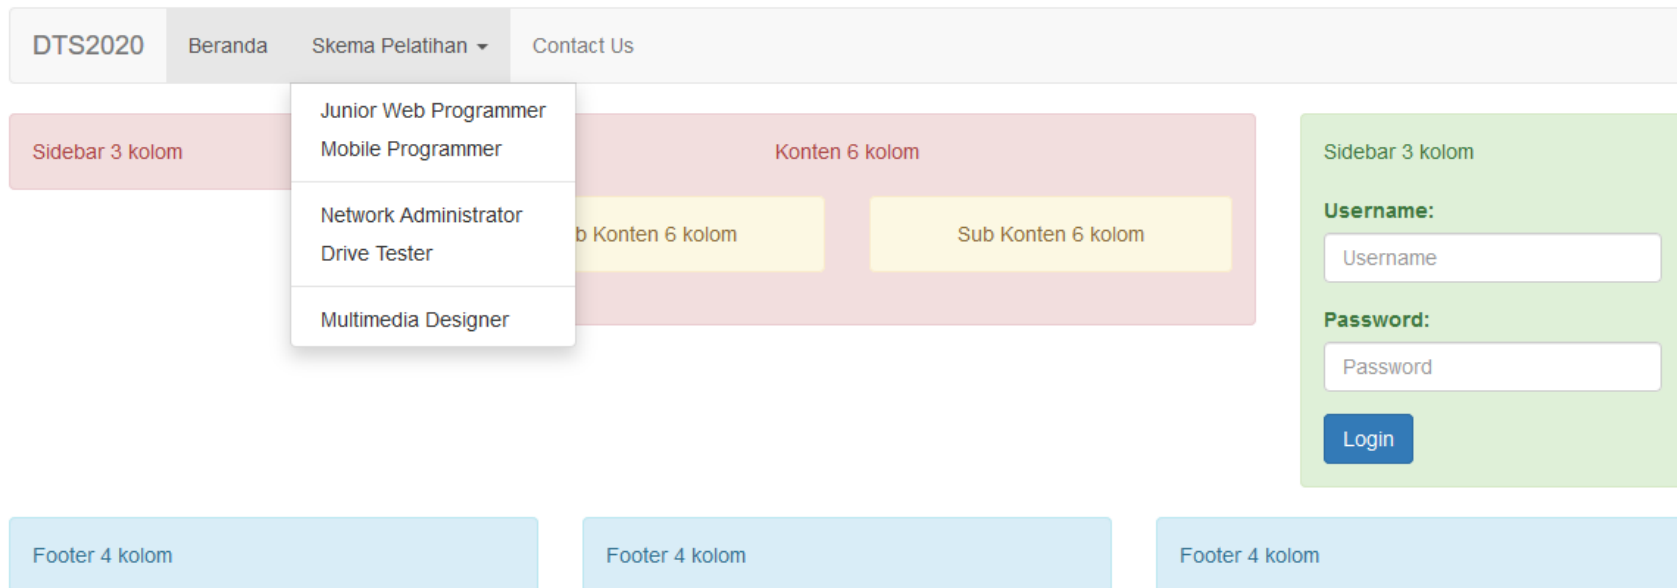 DTS2020 Beranda Skema Pelatihan Contact Us
Junior Web Programmer
Mobile Programmer
Network Administrator
Drive Tester
Multimedia Designer
Sidebar 3 kolom
Konten 6 kolom
b Konten 6 kolom
Sub Konten 6 kolom
Sidebar 3 kolom
Username:
Username
Password:
Password
Login
Footer 4 kolom
Footer 4 kolom
Footer 4 kolom